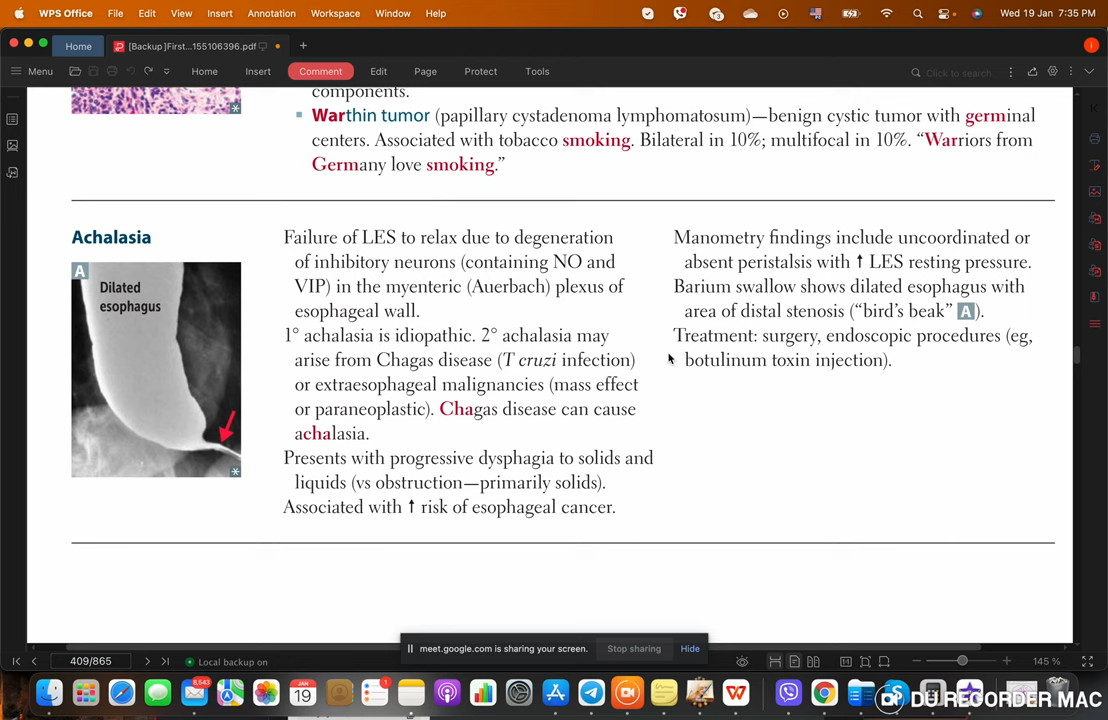 WPS Office File Edit View Insert Annotation Workspace Window Help Wed 19 Jan 7:35 PM
Home [Backup]First...155106396.pdf
Menu Home Insert Comment Edit Page Protect Tools Click to search
components.
Warthin tumor (papillary cystadenoma lymphomatosum)—benign cystic tumor with germinal
centers. Associated with tobacco smoking. Bilateral in 10%; multifocal in 10%. “Warriors from
Germany love smoking.”
Achalasia
A
Dilated
esophagus
Failure of LES to relax due to degeneration
of inhibitory neurons (containing NO and
VIP) in the myenteric (Auerbach) plexus of
esophageal wall.
1° achalasia is idiopathic. 2° achalasia may
arise from Chagas disease (T cruzi infection)
or extraesophageal malignancies (mass effect
or paraneoplastic). Chagas disease can cause
achalasia.
Presents with progressive dysphagia to solids and
liquids (vs obstruction—primarily solids).
Associated with ↑ risk of esophageal cancer.
Manometry findings include uncoordinated or
absent peristalsis with ↑ LES resting pressure.
Barium swallow shows dilated esophagus with
area of distal stenosis (“bird’s beak” A).
Treatment: surgery, endoscopic procedures (eg,
botulinum toxin injection).
meet.google.com is sharing your screen. Stop sharing Hide
409/865 Local backup on 145 %
8,543
JAN
19
1
DU RECORDER MAC